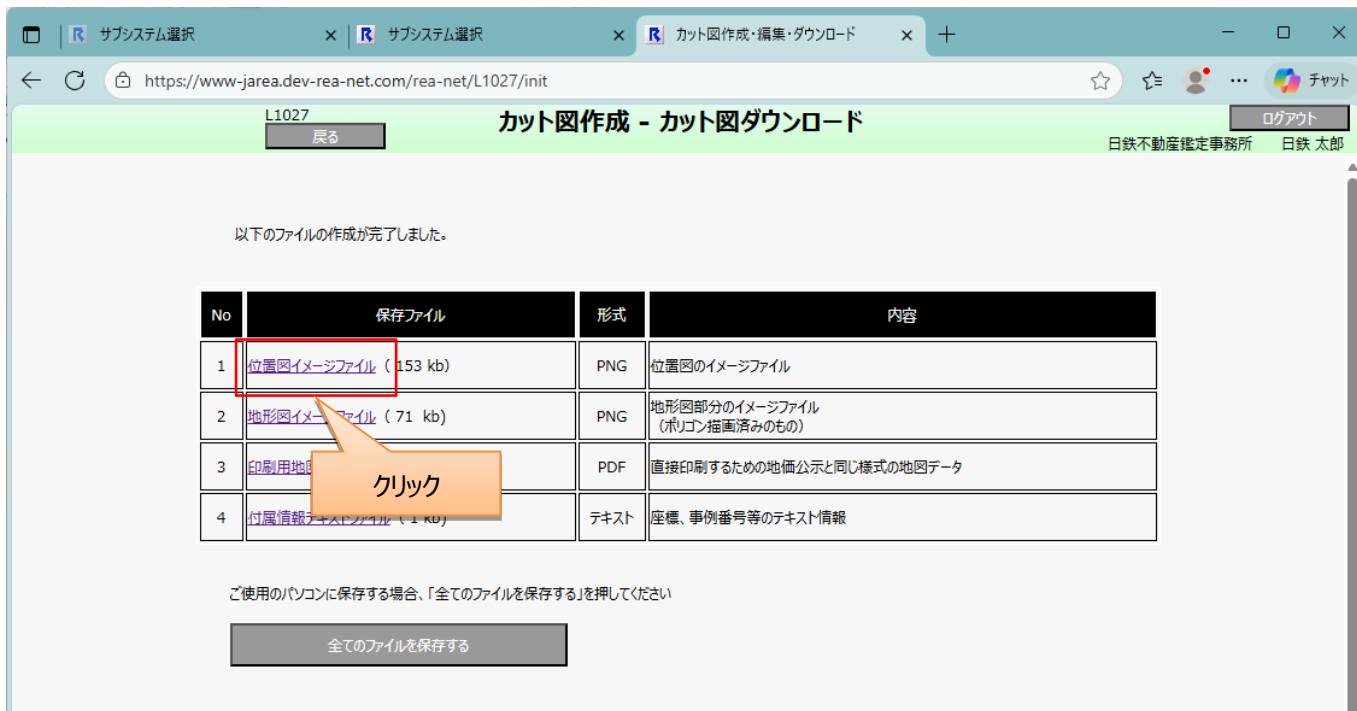 サブシステム選択
サブシステム選択
カット図作成・編集・ダウンロード
https://www-jarea.dev-rea-net.com/rea-net/L1027/init
チャット
L1027
戻る
カット図作成 - カット図ダウンロード
ログアウト
日鉄不動産鑑定事務所 日鉄 太郎
以下のファイルの作成が完了しました。
No 保存ファイル 形式 内容
1 位置図イメージファイル ( 153 kb) PNG 位置図のイメージファイル
2 地形図イメージファイル ( 71 kb) PNG 地形図部分のイメージファイル
（ポリゴン描画済みのもの）
3 印刷用地図 PDF 直接印刷するための地価公示と同じ様式の地図データ
クリック
4 付属情報テキストファイル ( 1 kb) テキスト 座標、事例番号等のテキスト情報
ご使用のパソコンに保存する場合、「全てのファイルを保存する」を押してください
全てのファイルを保存する